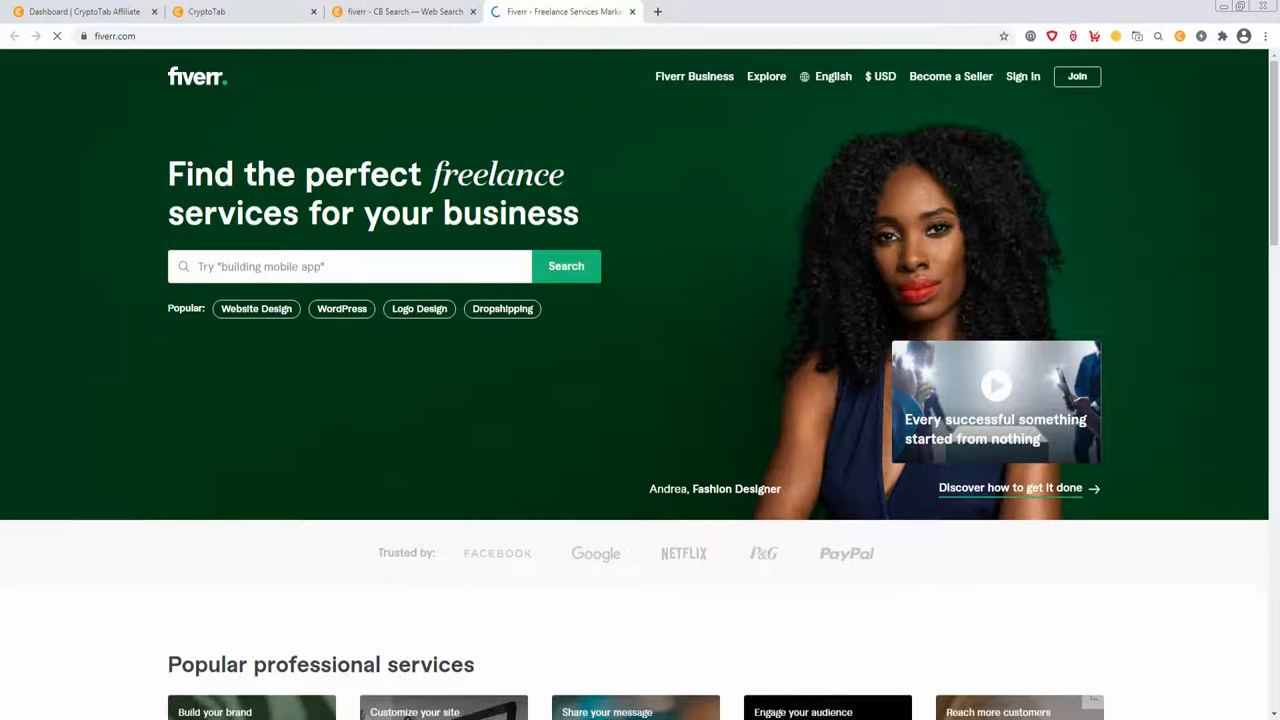 Dashboard | CryptoTab Affiliate
CryptoTab
fiverr - CB Search — Web Search
Fiverr - Freelance Services Mark
fiverr.com
fiverr.
Fiverr Business
Explore
English
$ USD
Become a Seller
Sign In
Join
Find the perfect freelance
services for your business
Try "building mobile app"
Search
Popular:
Website Design
WordPress
Logo Design
Dropshipping
Every successful something
started from nothing
Andrea, Fashion Designer
Discover how to get it done
Trusted by:
FACEBOOK
Google
NETFLIX
P&G
PayPal
Popular professional services
Build your brand
Customize your site
Share your message
Engage your audience
Reach more customers